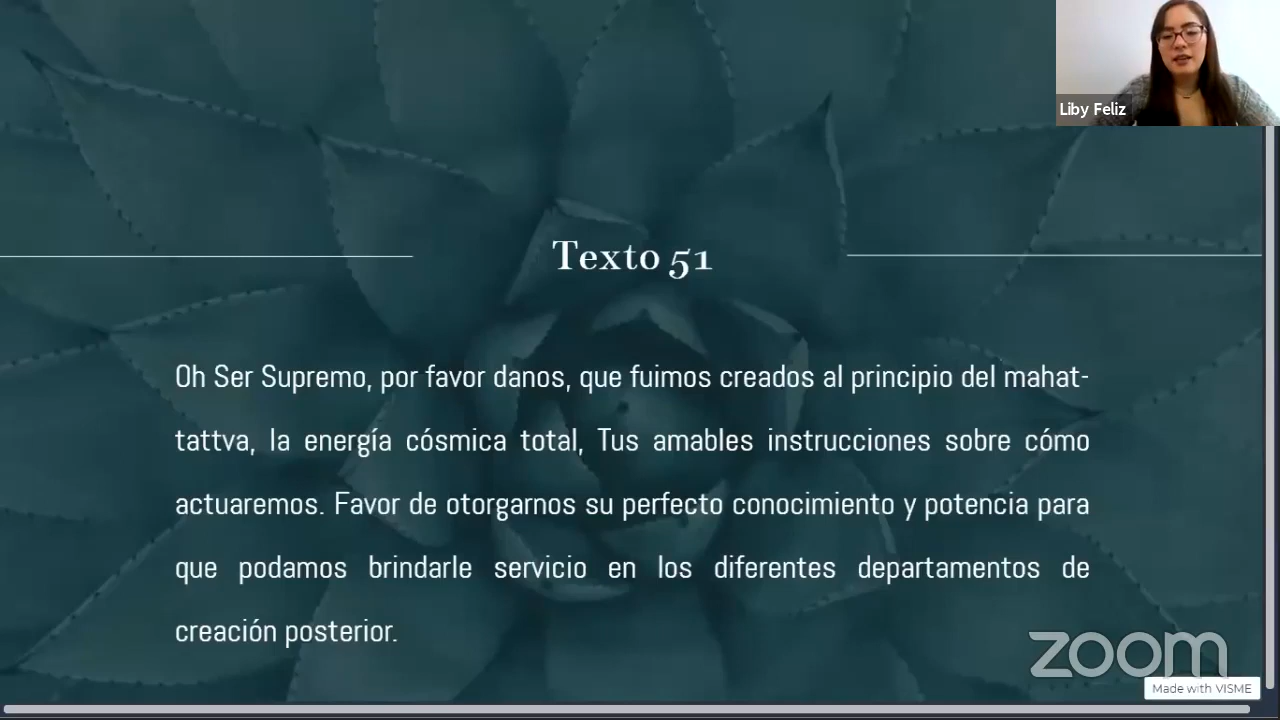 Liby Feliz
Texto 51
Oh Ser Supremo, por favor danos, que fuimos creados al principio del mahat-
tattva, la energía cósmica total, Tus amables instrucciones sobre cómo
actuaremos. Favor de otorgarnos su perfecto conocimiento y potencia para
que podamos brindarle servicio en los diferentes departamentos de
creación posterior.
zoom
Made with VISME